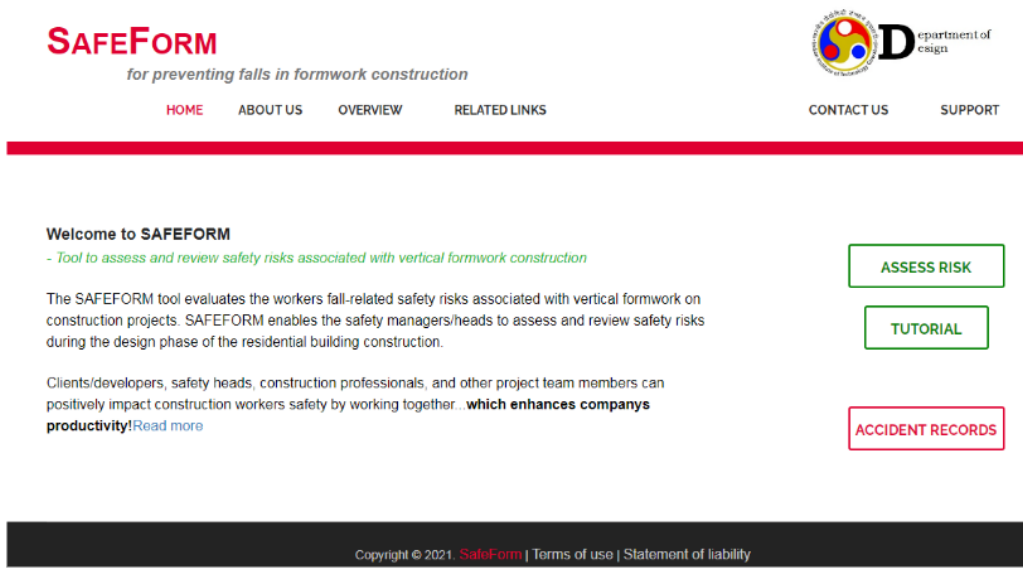 SAFEFORM
for preventing falls in formwork construction
Department of
Design
HOME ABOUT US OVERVIEW RELATED LINKS CONTACT US SUPPORT
Welcome to SAFEFORM
- Tool to assess and review safety risks associated with vertical formwork construction
The SAFEFORM tool evaluates the workers fall-related safety risks associated with vertical formwork on
construction projects. SAFEFORM enables the safety managers/heads to assess and review safety risks
during the design phase of the residential building construction.
Clients/developers, safety heads, construction professionals, and other project team members can
positively impact construction workers safety by working together...which enhances companys
productivity!Read more
ASSESS RISK
TUTORIAL
ACCIDENT RECORDS
Copyright © 2021. SafeForm | Terms of use | Statement of liability